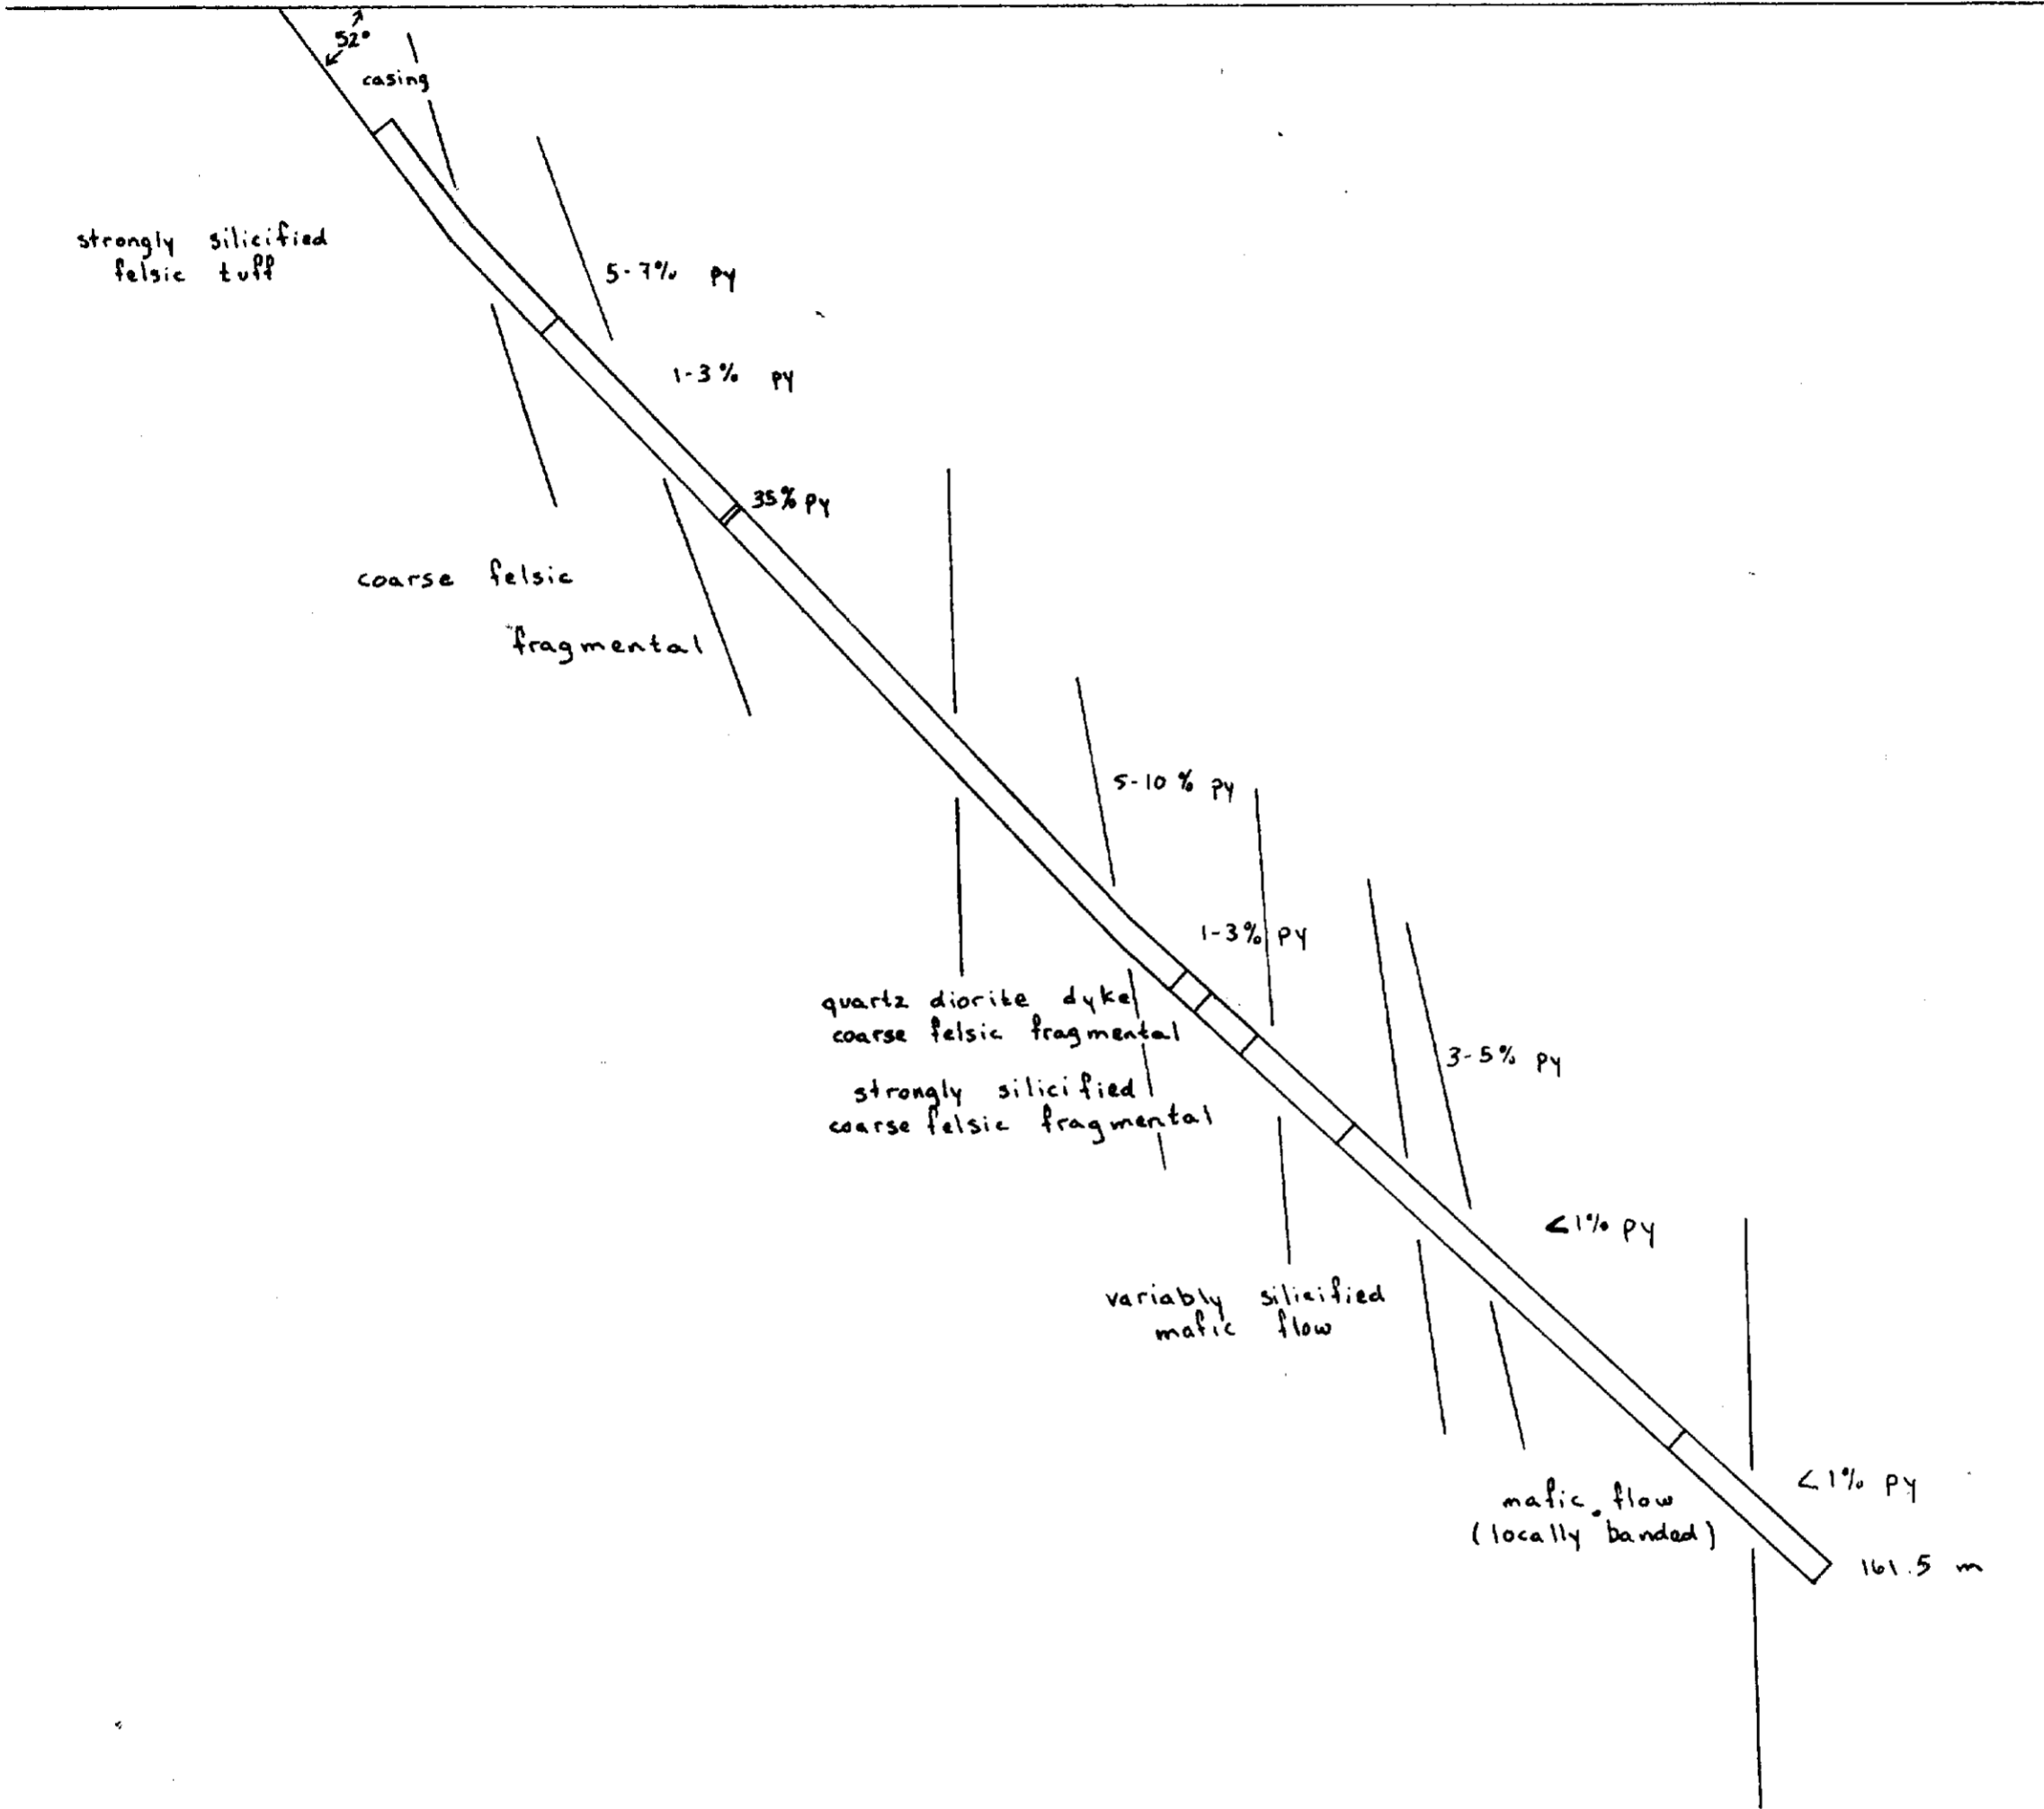 52°
casing
strongly silicified
felsic tuff
5-7% py
1-3% py
35% py
coarse felsic
fragmental
5-10% py
1-3% py
quartz diorite dyke
coarse felsic fragmental
strongly silicified
coarse felsic fragmental
3-5% py
<1% py
variably silicified
mafic flow
<1% py
mafic flow
(locally banded)
161.5 m